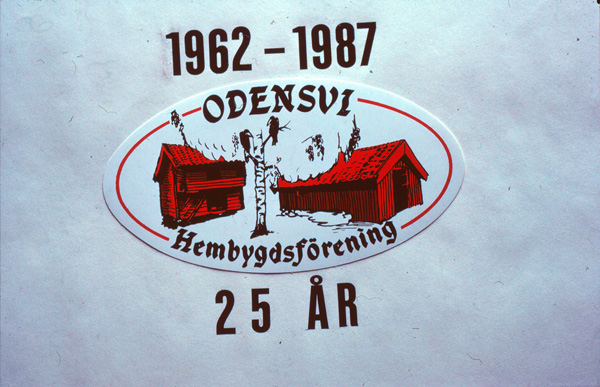 1962 - 1987
ODENSVI
Hembygdsförening
25 ÅR